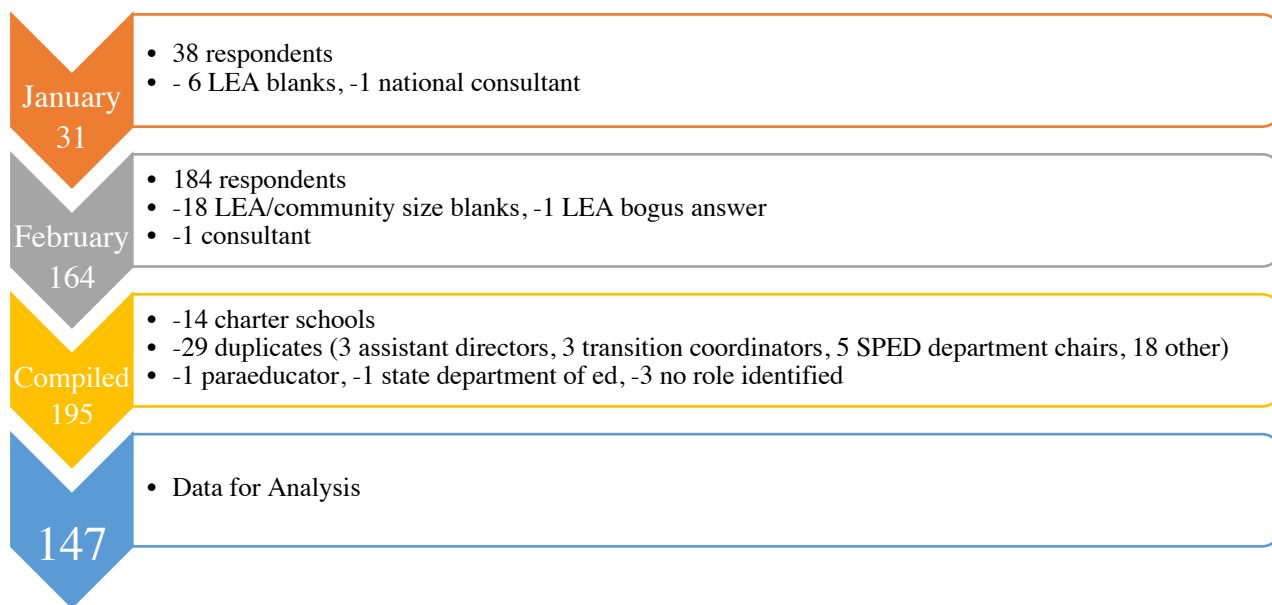 January
31
• 38 respondents
• - 6 LEA blanks, -1 national consultant
February
164
• 184 respondents
• -18 LEA/community size blanks, -1 LEA bogus answer
• -1 consultant
Compiled
195
• -14 charter schools
• -29 duplicates (3 assistant directors, 3 transition coordinators, 5 SPED department chairs, 18 other)
• -1 paraeducator, -1 state department of ed, -3 no role identified
147
• Data for Analysis